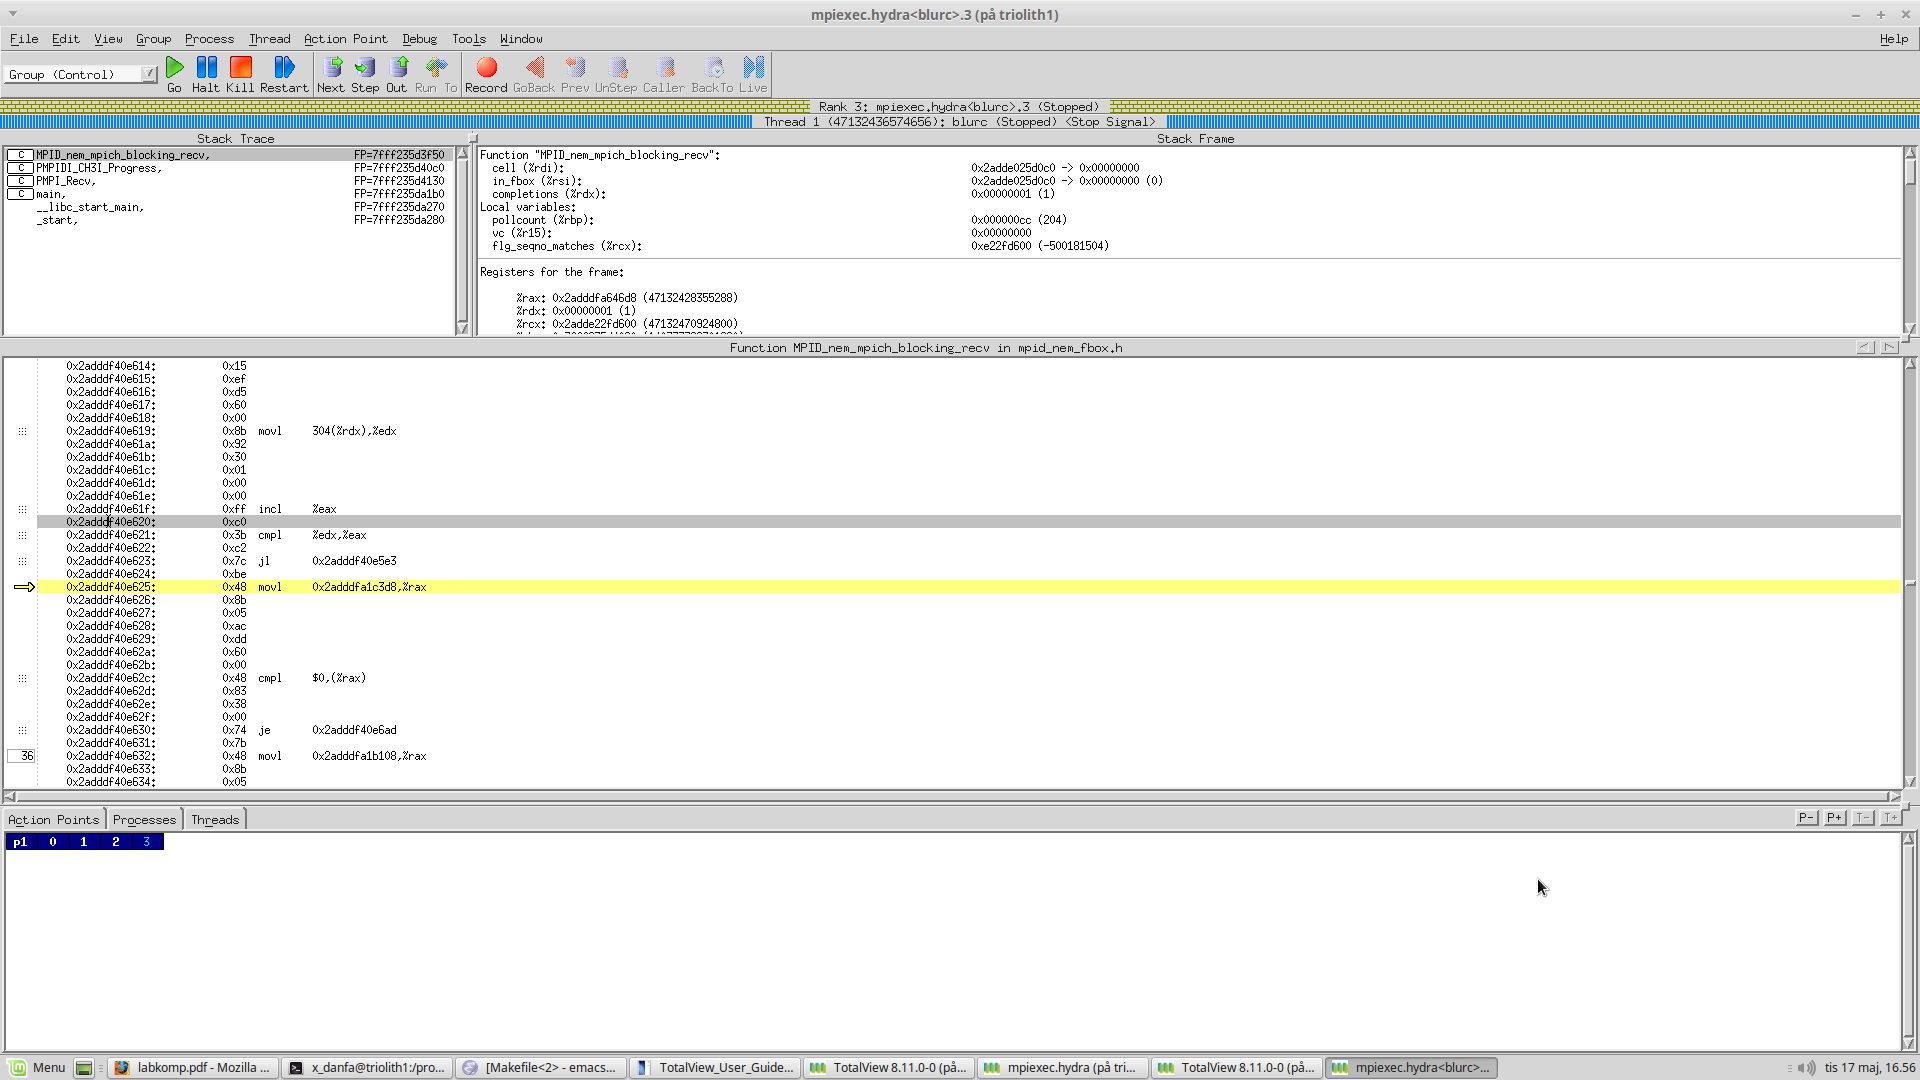 mpiexec.hydra<blurc>.3 (på triolith1)
File Edit View Group Process Thread Action Point Debug Tools Window Help
Group (Control) Go Halt Kill Restart Next Step Out Run To Record GoBack Prev UnStep Caller BackTo Live
Rank 3: mpiexec.hydra<blurc>.3 (Stopped)
Thread 1 (47132436574656): blurc (Stopped) <Stop Signal>
Stack Trace
C MPID_nem_mpich_blocking_recv, FP=7fff235d3f50
C PMPIDI_CH3I_Progress, FP=7fff235d40c0
C PMPI_Recv, FP=7fff235d4130
C main, FP=7fff235da1b0
__libc_start_main, FP=7fff235da270
_start, FP=7fff235da280
Stack Frame
Function "MPID_nem_mpich_blocking_recv":
cell (%rdi): 0x2adde025d0c0 -> 0x00000000
in_fbox (%rsi): 0x2adde025d0c0 -> 0x00000000 (0)
completions (%rdx): 0x00000001 (1)
Local variables:
pollcount (%rbp): 0x000000cc (204)
vc (%r15): 0x00000000
flg_seqno_matches (%rcx): 0xe22fd600 (-500181504)
Registers for the frame:
%rax: 0x2adddfa646d8 (47132428355288)
%rdx: 0x00000001 (1)
%rcx: 0x2adde22fd600 (47132470924800)
Function MPID_nem_mpich_blocking_recv in mpid_nem_fbox.h
0x2adddf40e614: 0x15
0x2adddf40e615: 0xef
0x2adddf40e616: 0xd5
0x2adddf40e617: 0x60
0x2adddf40e618: 0x00
0x2adddf40e619: 0x8b movl 304(%rdx),%edx
0x2adddf40e61a: 0x92
0x2adddf40e61b: 0x30
0x2adddf40e61c: 0x01
0x2adddf40e61d: 0x00
0x2adddf40e61e: 0x00
0x2adddf40e61f: 0xff incl %eax
0x2adddf40e620: 0xc0
0x2adddf40e621: 0x3b cmpl %edx,%eax
0x2adddf40e622: 0xc2
0x2adddf40e623: 0x7c jl 0x2adddf40e5e3
0x2adddf40e624: 0xbe
0x2adddf40e625: 0x48 movl 0x2adddfa1c3d8,%rax
0x2adddf40e626: 0x8b
0x2adddf40e627: 0x05
0x2adddf40e628: 0xac
0x2adddf40e629: 0xdd
0x2adddf40e62a: 0x60
0x2adddf40e62b: 0x00
0x2adddf40e62c: 0x48 cmpl $0,(%rax)
0x2adddf40e62d: 0x83
0x2adddf40e62e: 0x38
0x2adddf40e62f: 0x00
0x2adddf40e630: 0x74 je 0x2adddf40e6ad
0x2adddf40e631: 0x7b
36 0x2adddf40e632: 0x48 movl 0x2adddfa1b108,%rax
0x2adddf40e633: 0x8b
0x2adddf40e634: 0x05
Action Points Processes Threads P- P+ T- T+
p1 0 1 2 3
Menu labkomp.pdf - Mozilla ... x_danfa@triolith1:/pro... [Makefile<2> - emacs... TotalView_User_Guide... TotalView 8.11.0-0 (på... mpiexec.hydra (på tri... TotalView 8.11.0-0 (på... mpiexec.hydra<blurc>... tis 17 maj, 16.56